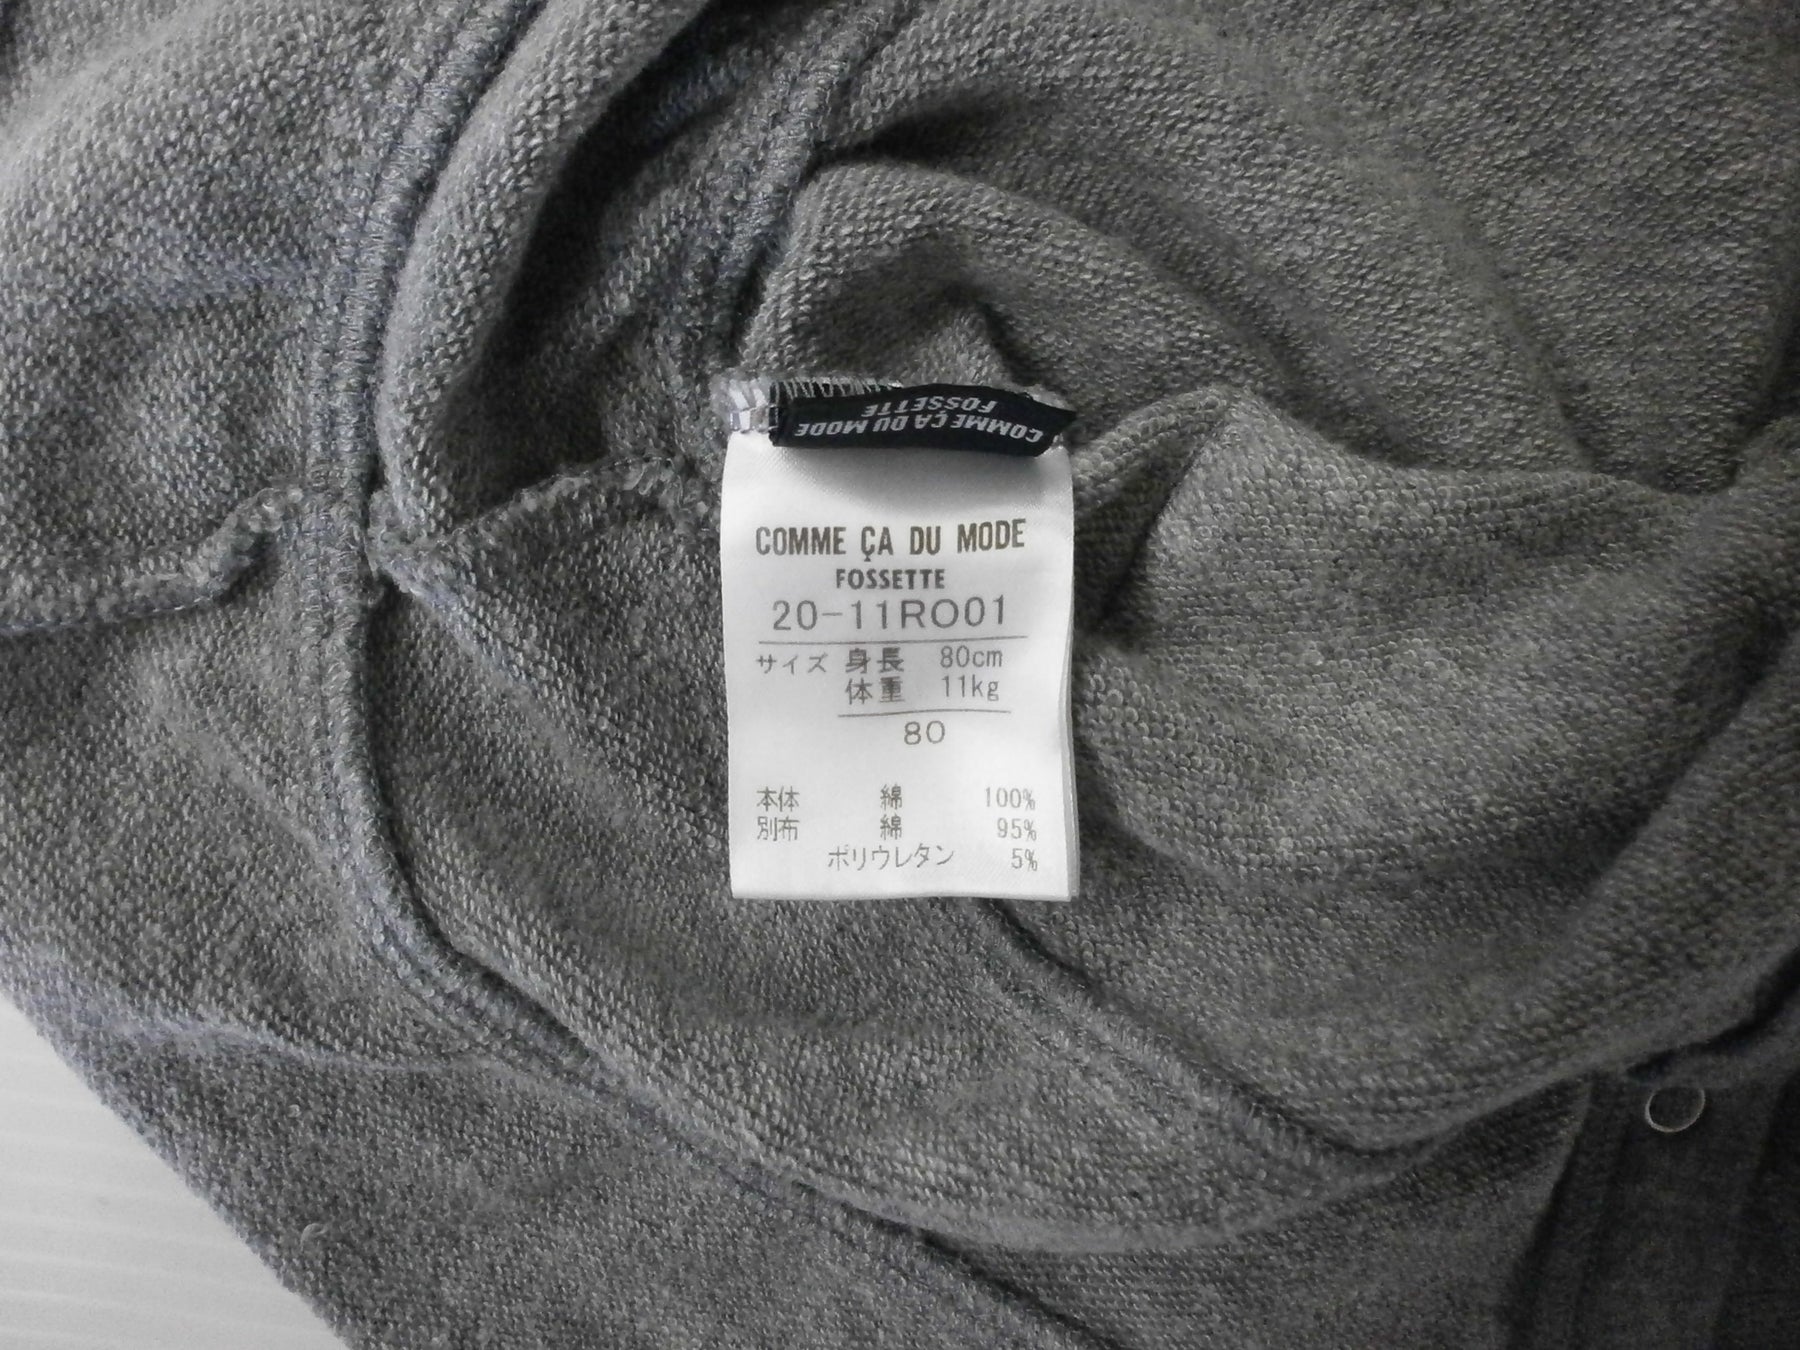 COMME ÇA DU MODE
FOSSETTE
COMME ÇA DU MODE
FOSSETTE
20-11RO01
サイズ 身長 80cm
体重 11kg
80
本体 綿 100%
別布 綿 95%
ポリウレタン 5%